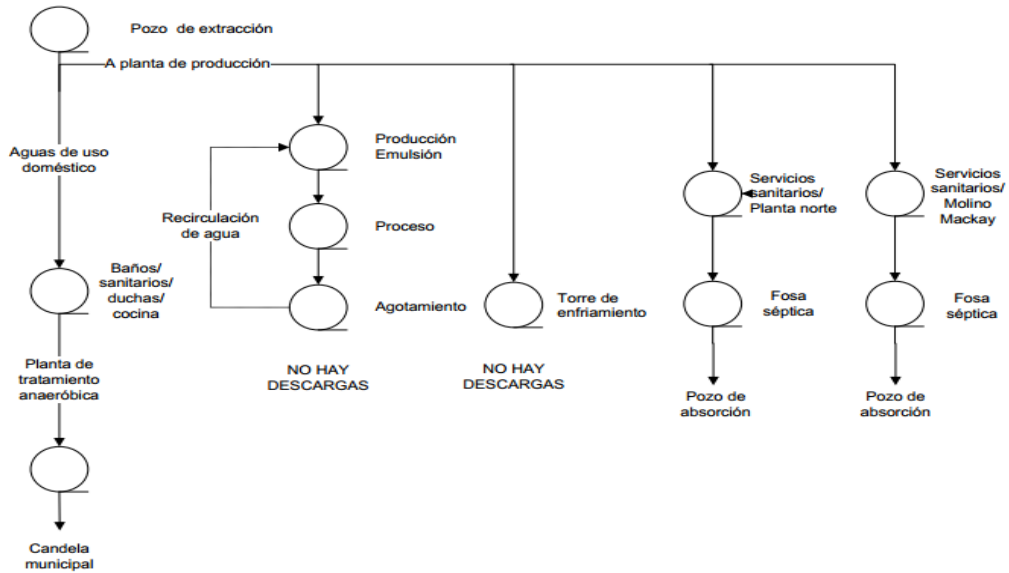 Pozo de extracción
A planta de producción
Aguas de uso
doméstico
Producción
Emulsión
Recirculación
de agua
Proceso
Agotamiento
NO HAY
DESCARGAS
Torre de
enfriamiento
NO HAY
DESCARGAS
Servicios
sanitarios/
Planta norte
Servicios
sanitarios/
Molino
Mackay
Baños/
sanitarios/
duchas/
cocina
Fosa
séptica
Fosa
séptica
Planta de
tratamiento
anaeróbica
Pozo de
absorción
Pozo de
absorción
Candela
municipal